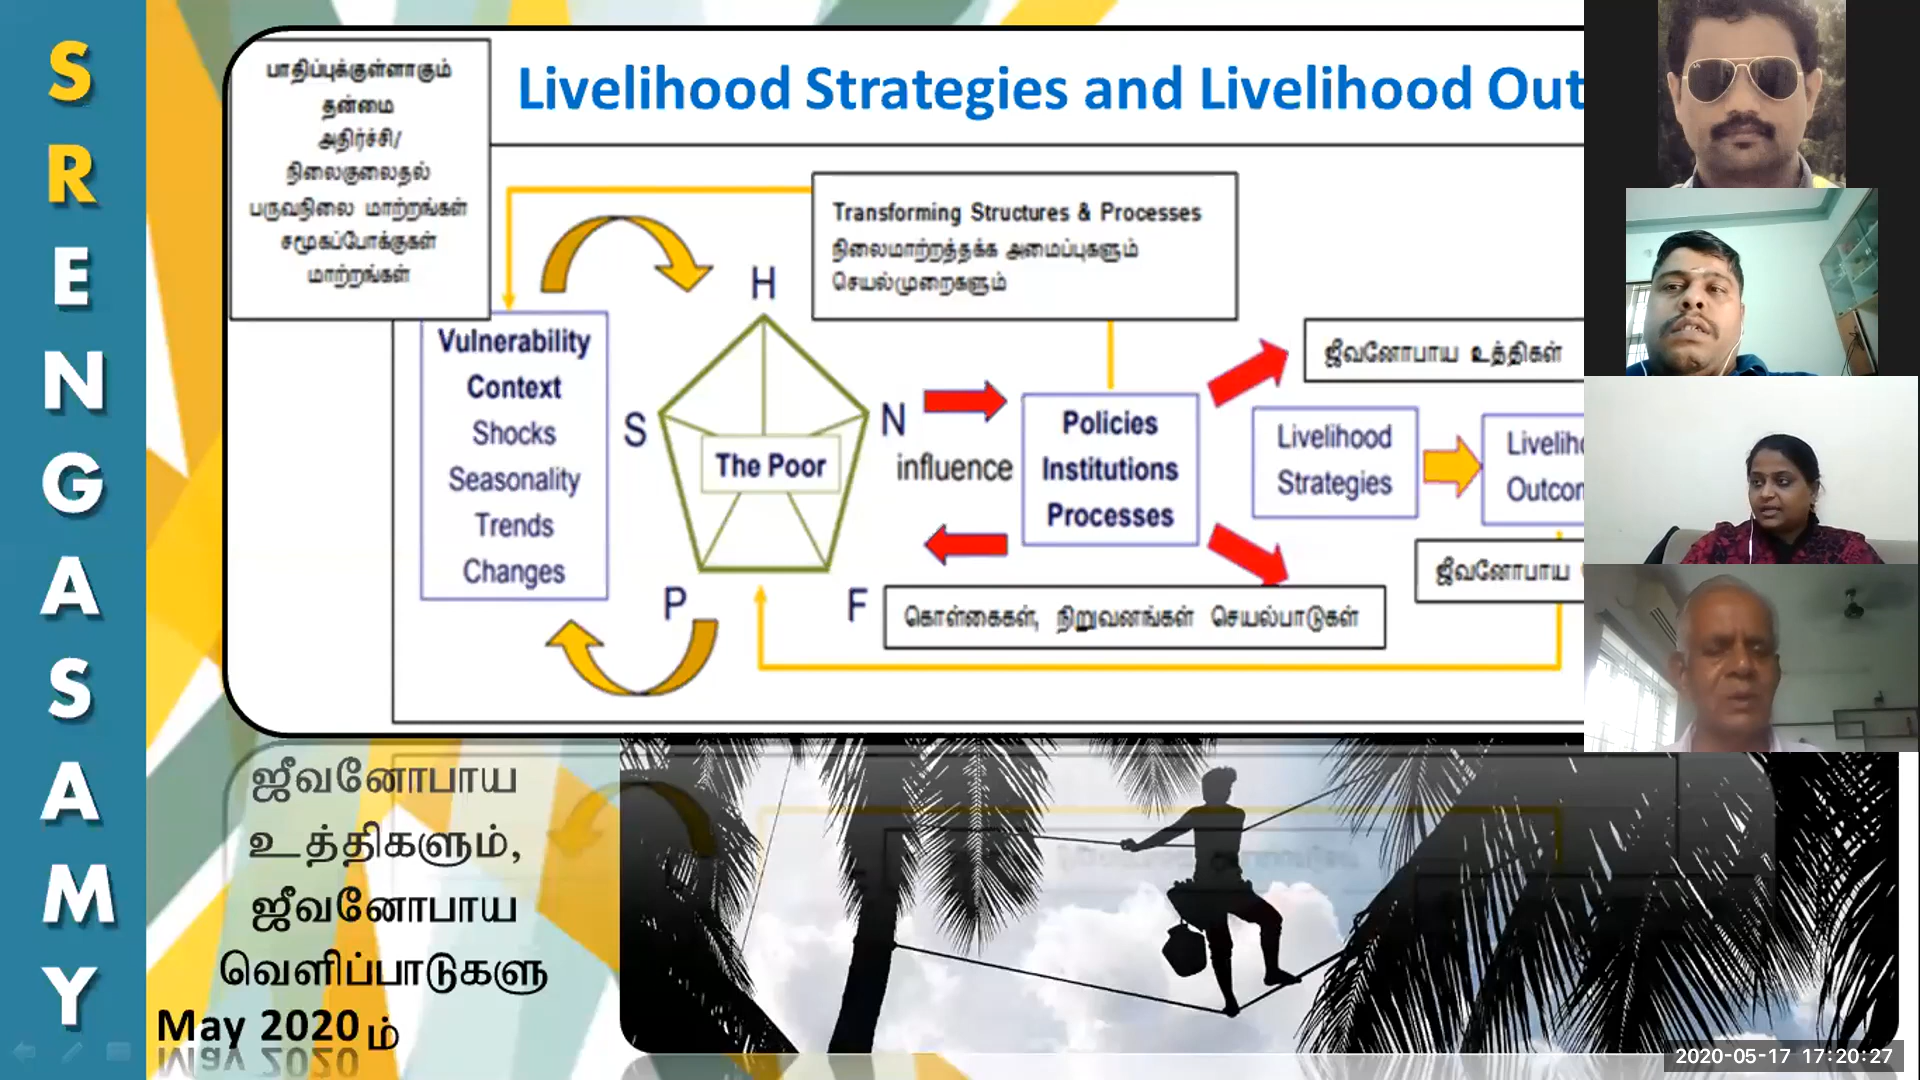 SRENGASAMY
பாதிப்புக்குள்ளாகும்
தன்மை
அதிர்ச்சி/
நிலைகுலைதல்
பருவநிலை மாற்றங்கள்
சமூகப்போக்குகள்
மாற்றங்கள்
Livelihood Strategies and Livelihood Out
Transforming Structures & Processes
நிலைமாற்றத்தக்க அமைப்புகளும்
செயல்முறைகளும்
H
Vulnerability
Context
Shocks
Seasonality
Trends
Changes
S
The Poor
N
influence
P
F
Policies
Institutions
Processes
ஜீவனோபாய உத்திகள்
Livelihood
Strategies
Liveliho
Outcor
ஜீவனோபாய
கொள்கைகள், நிறுவனங்கள் செயல்பாடுகள்
ஜீவனோபாய
உத்திகளும்,
ஜீவனோபாய
வெளிப்பாடுகளு
ம்
May 2020
2020-05-17 17:20:27